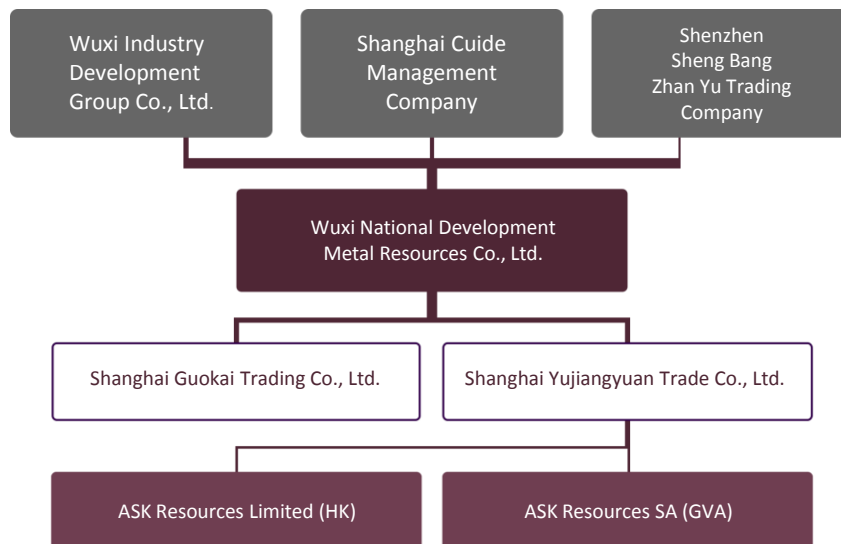 Wuxi Industry
Development
Group Co., Ltd.
Shanghai Cuide
Management
Company
Shenzhen
Sheng Bang
Zhan Yu Trading
Company
Wuxi National Development
Metal Resources Co., Ltd.
Shanghai Guokai Trading Co., Ltd.
Shanghai Yujiangyuan Trade Co., Ltd.
ASK Resources Limited (HK)
ASK Resources SA (GVA)